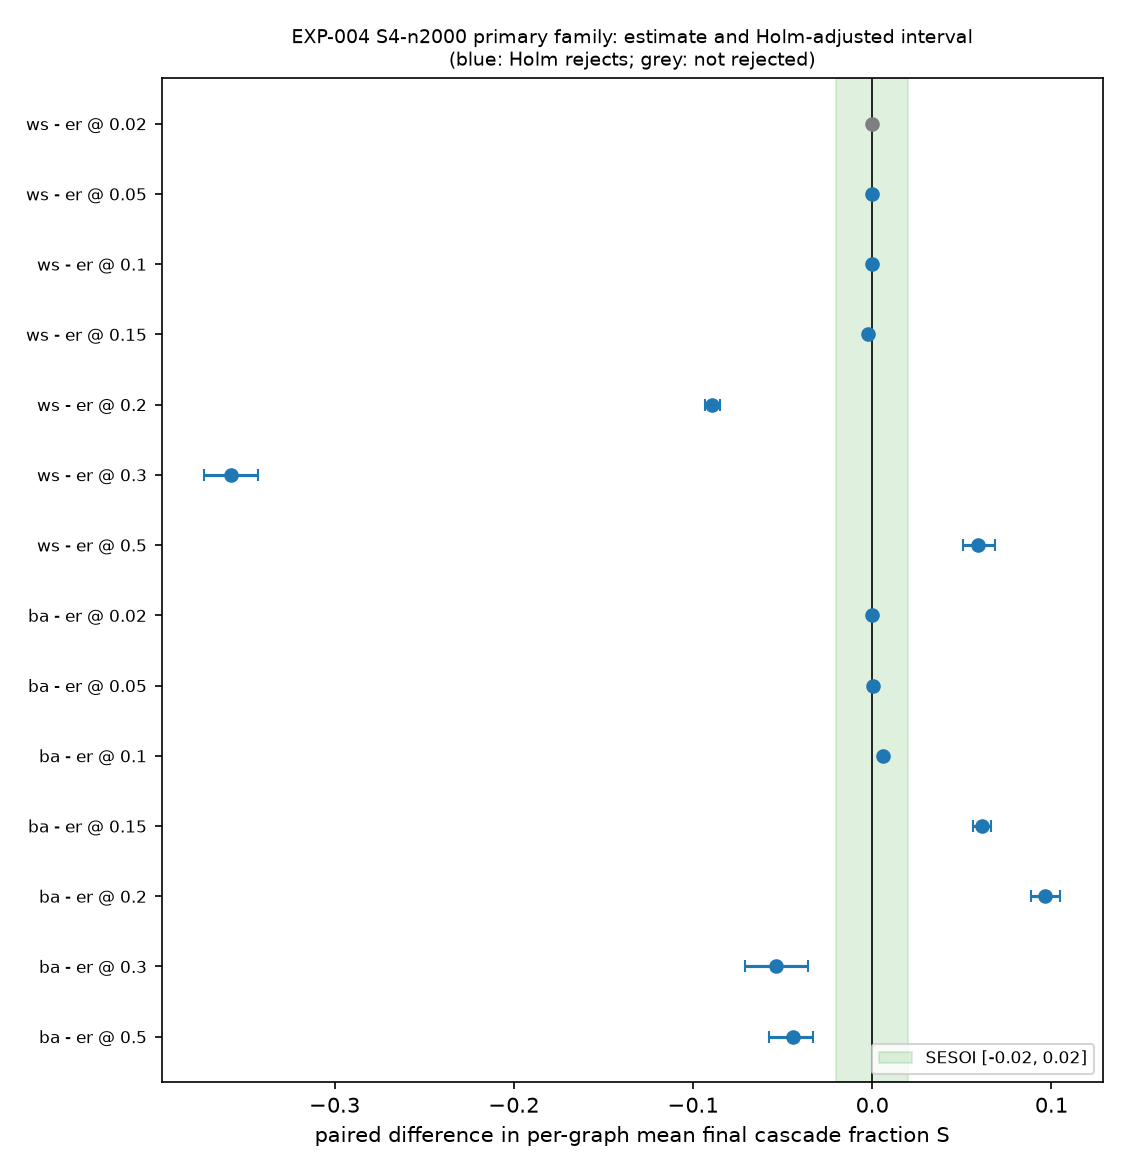 EXP-004 S4-n2000 primary family: estimate and Holm-adjusted interval
(blue: Holm rejects; grey: not rejected)
ws - er @ 0.02
ws - er @ 0.05
ws - er @ 0.1
ws - er @ 0.15
ws - er @ 0.2
ws - er @ 0.3
ws - er @ 0.5
ba - er @ 0.02
ba - er @ 0.05
ba - er @ 0.1
ba - er @ 0.15
ba - er @ 0.2
ba - er @ 0.3
ba - er @ 0.5
SESOI [-0.02, 0.02]
−0.3 −0.2 −0.1 0.0 0.1
paired difference in per-graph mean final cascade fraction S